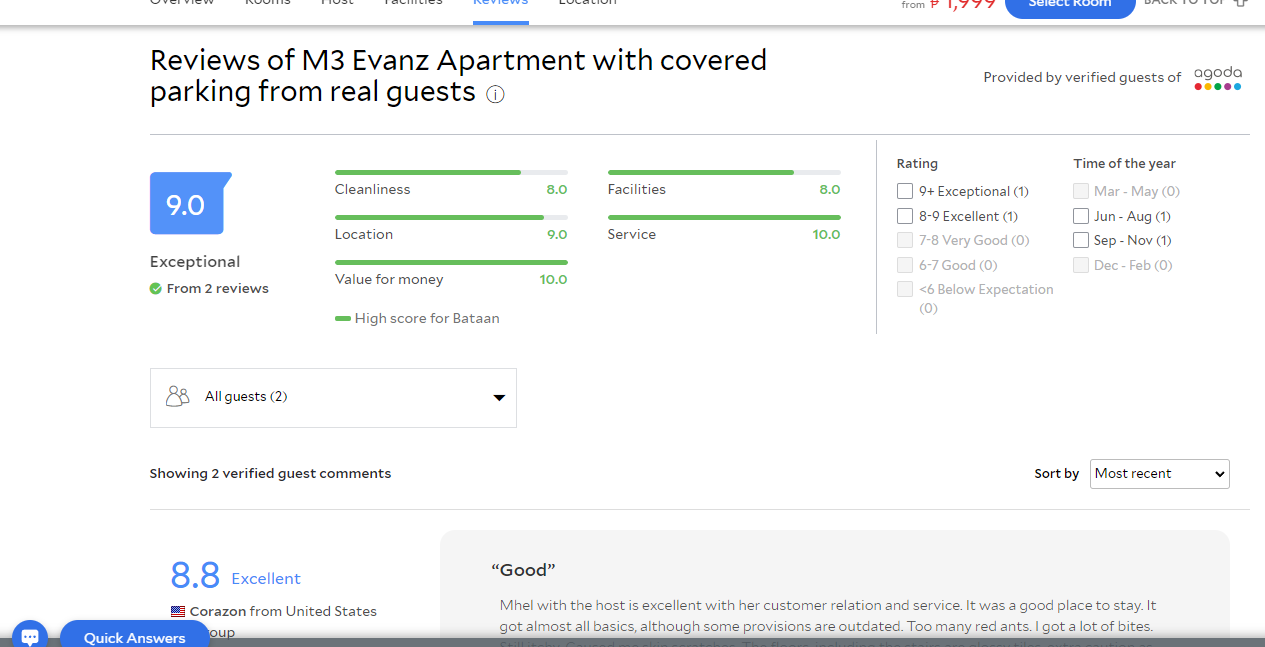 Overview Rooms Host Facilities Reviews Location
from ₱ 1,999 Select Room BACK TO TOP
Reviews of M3 Evanz Apartment with covered
parking from real guests
Provided by verified guests of agoda
9.0
Exceptional
From 2 reviews
Cleanliness 8.0
Facilities 8.0
Location 9.0
Service 10.0
Value for money 10.0
High score for Bataan
Rating
9+ Exceptional (1)
8-9 Excellent (1)
7-8 Very Good (0)
6-7 Good (0)
<6 Below Expectation
(0)
Time of the year
Mar - May (0)
Jun - Aug (1)
Sep - Nov (1)
Dec - Feb (0)
All guests (2)
Showing 2 verified guest comments
Sort by Most recent
8.8 Excellent
Corazon from United States
oup
“Good”
Mhel with the host is excellent with her customer relation and service. It was a good place to stay. It
got almost all basics, although some provisions are outdated. Too many red ants. I got a lot of bites.
Quick Answers